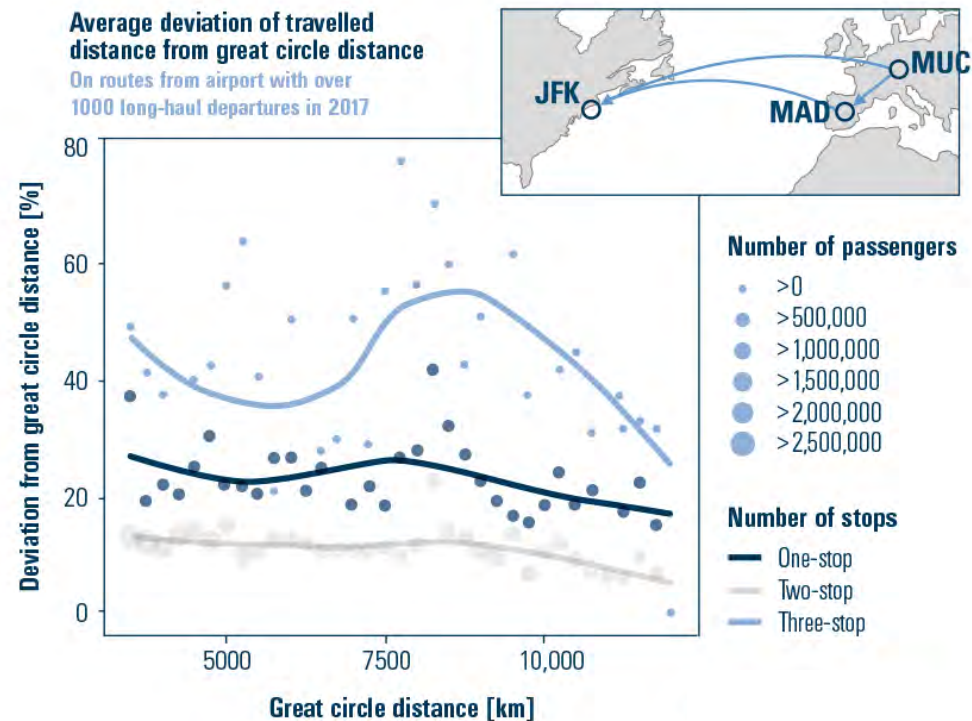 Average deviation of travelled
distance from great circle distance
On routes from airport with over
1000 long-haul departures in 2017
JFK
MAD
MUC
Deviation from great circle distance [%]
80
60
40
20
0
5000
7500
10,000
Great circle distance [km]
Number of passengers
>0
>500,000
>1,000,000
>1,500,000
>2,000,000
>2,500,000
Number of stops
One-stop
Two-stop
Three-stop